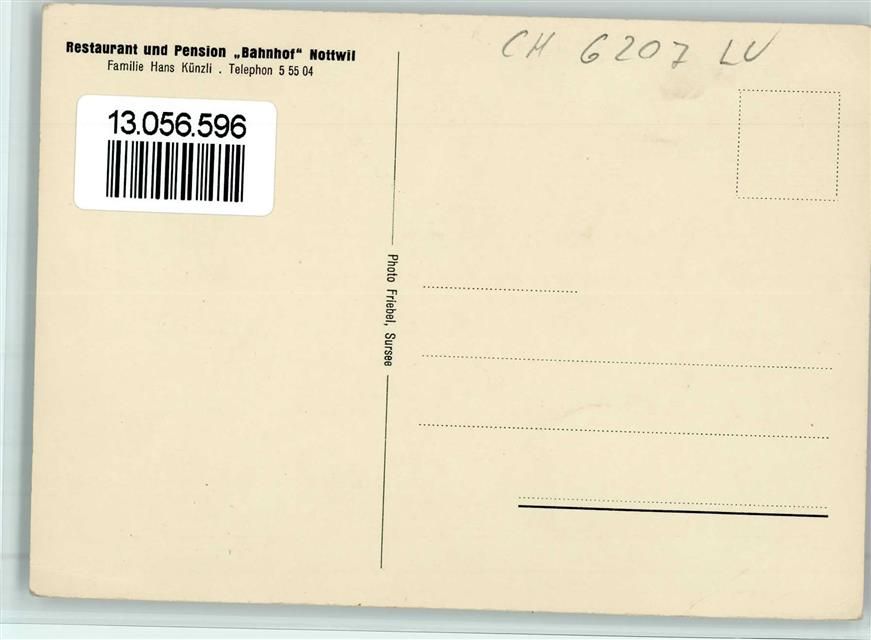 Restaurant und Pension „Bahnhof“ Nottwil
Familie Hans Künzli . Telephon 5 55 04
CH 6207 LU
13.056.596
Photo Friebel, Sursee